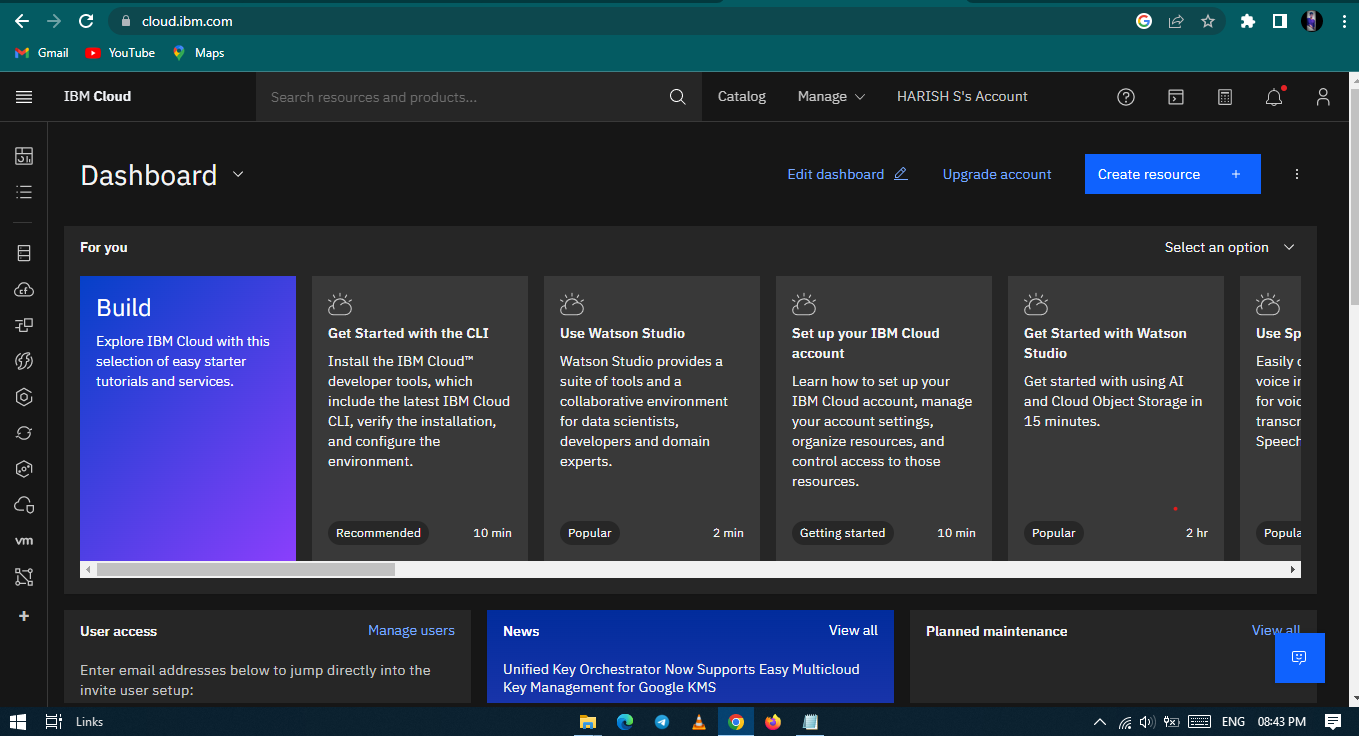 cloud.ibm.com
Gmail
YouTube
Maps
IBM Cloud
Search resources and products...
Catalog
Manage
HARISH S's Account
Dashboard
Edit dashboard
Upgrade account
Create resource +
For you
Select an option
Build
Explore IBM Cloud with this
selection of easy starter
tutorials and services.
Get Started with the CLI
Install the IBM Cloud™
developer tools, which
include the latest IBM Cloud
CLI, verify the installation,
and configure the
environment.
Recommended
10 min
Use Watson Studio
Watson Studio provides a
suite of tools and a
collaborative environment
for data scientists,
developers and domain
experts.
Popular
2 min
Set up your IBM Cloud
account
Learn how to set up your
IBM Cloud account, manage
your account settings,
organize resources, and
control access to those
resources.
Getting started
10 min
Get Started with Watson
Studio
Get started with using AI
and Cloud Object Storage in
15 minutes.
Popular
2 hr
Use Sp
Easily
voice i
for voi
transcr
Speech
Popula
cf
vm
User access
Manage users
Enter email addresses below to jump directly into the
invite user setup:
News
View all
Unified Key Orchestrator Now Supports Easy Multicloud
Key Management for Google KMS
Planned maintenance
View all
Links
ENG
08:43 PM